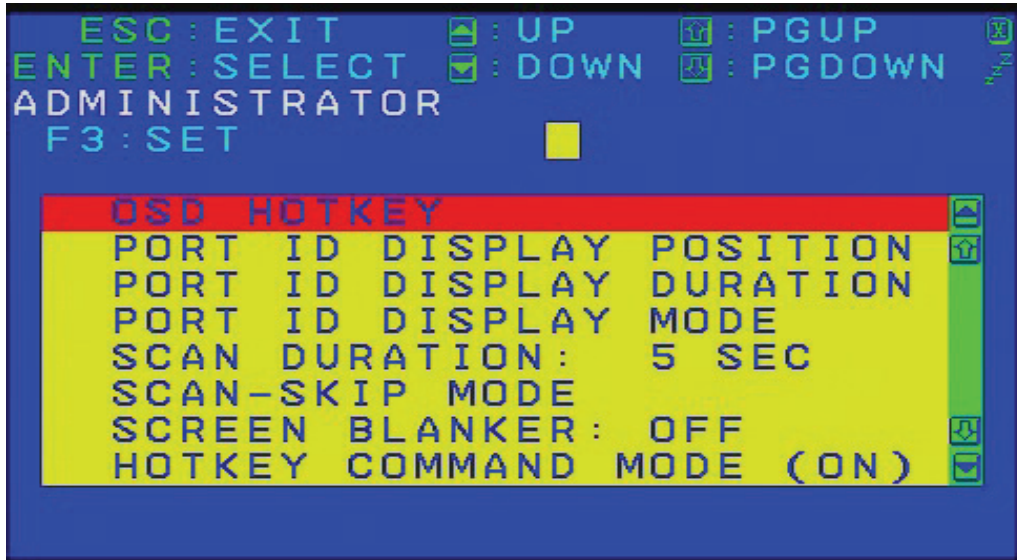 ESC:EXIT :UP :PGUP
ENTER:SELECT :DOWN :PGDOWN zzz
ADMINISTRATOR
F3:SET
OSD HOTKEY
PORT ID DISPLAY POSITION
PORT ID DISPLAY DURATION
PORT ID DISPLAY MODE
SCAN DURATION: 5 SEC
SCAN-SKIP MODE
SCREEN BLANKER: OFF
HOTKEY COMMAND MODE (ON)